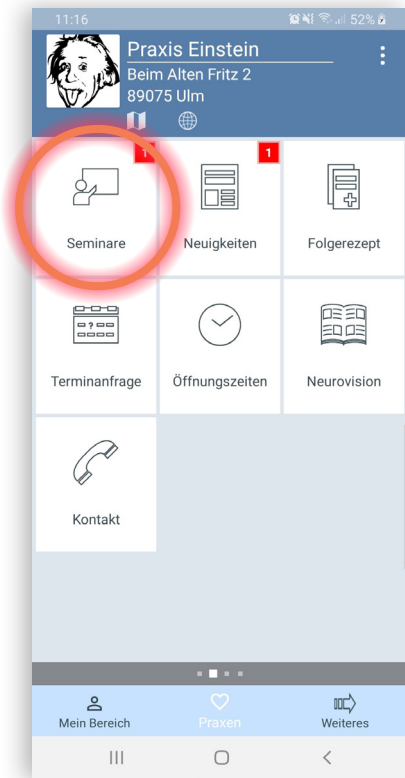 11:16
52%
Praxis Einstein
Beim Alten Fritz 2
89075 Ulm
1
1
Seminare
Neuigkeiten
Folgerezept
Terminanfrage
Öffnungszeiten
Neurovision
Kontakt
Mein Bereich
Praxen
Weiteres